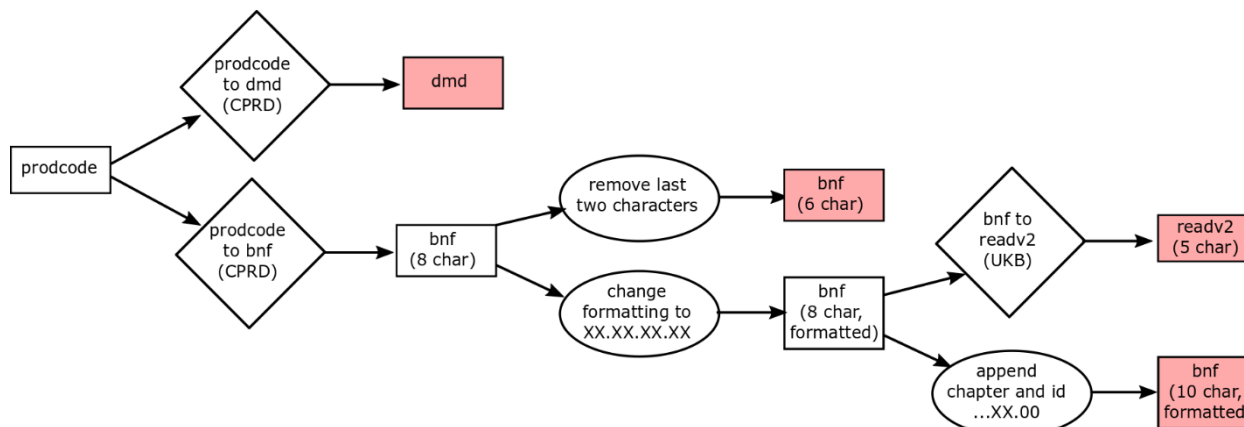 prodcode
to dmd
(CPRD)
dmd
prodcode
prodcode
to bnf
(CPRD)
bnf
(8 char)
remove last
two characters
bnf
(6 char)
change
formatting to
XX.XX.XX.XX
bnf
(8 char,
formatted)
bnf to
readv2
(UKB)
readv2
(5 char)
append
chapter and id
...XX.00
bnf
(10 char,
formatted